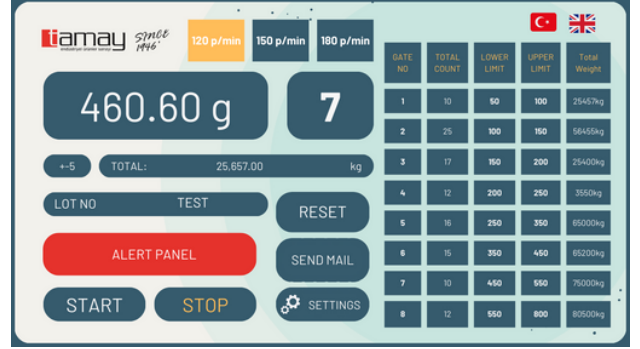 tamay
endüstriyel ürünler sanayi
SINCE
1946'
120 p/min
150 p/min
180 p/min
460.60 g
7
+-5
TOTAL: 25,657.00 kg
LOT NO TEST
RESET
ALERT PANEL
SEND MAIL
START
STOP
SETTINGS
GATE NO TOTAL COUNT LOWER LIMIT UPPER LIMIT Total Weight
1 10 50 100 25457kg
2 25 100 150 56455kg
3 17 150 200 25400kg
4 12 200 250 3550kg
5 16 250 350 65000kg
6 15 350 450 65200kg
7 10 450 550 75000kg
8 12 550 800 80500kg